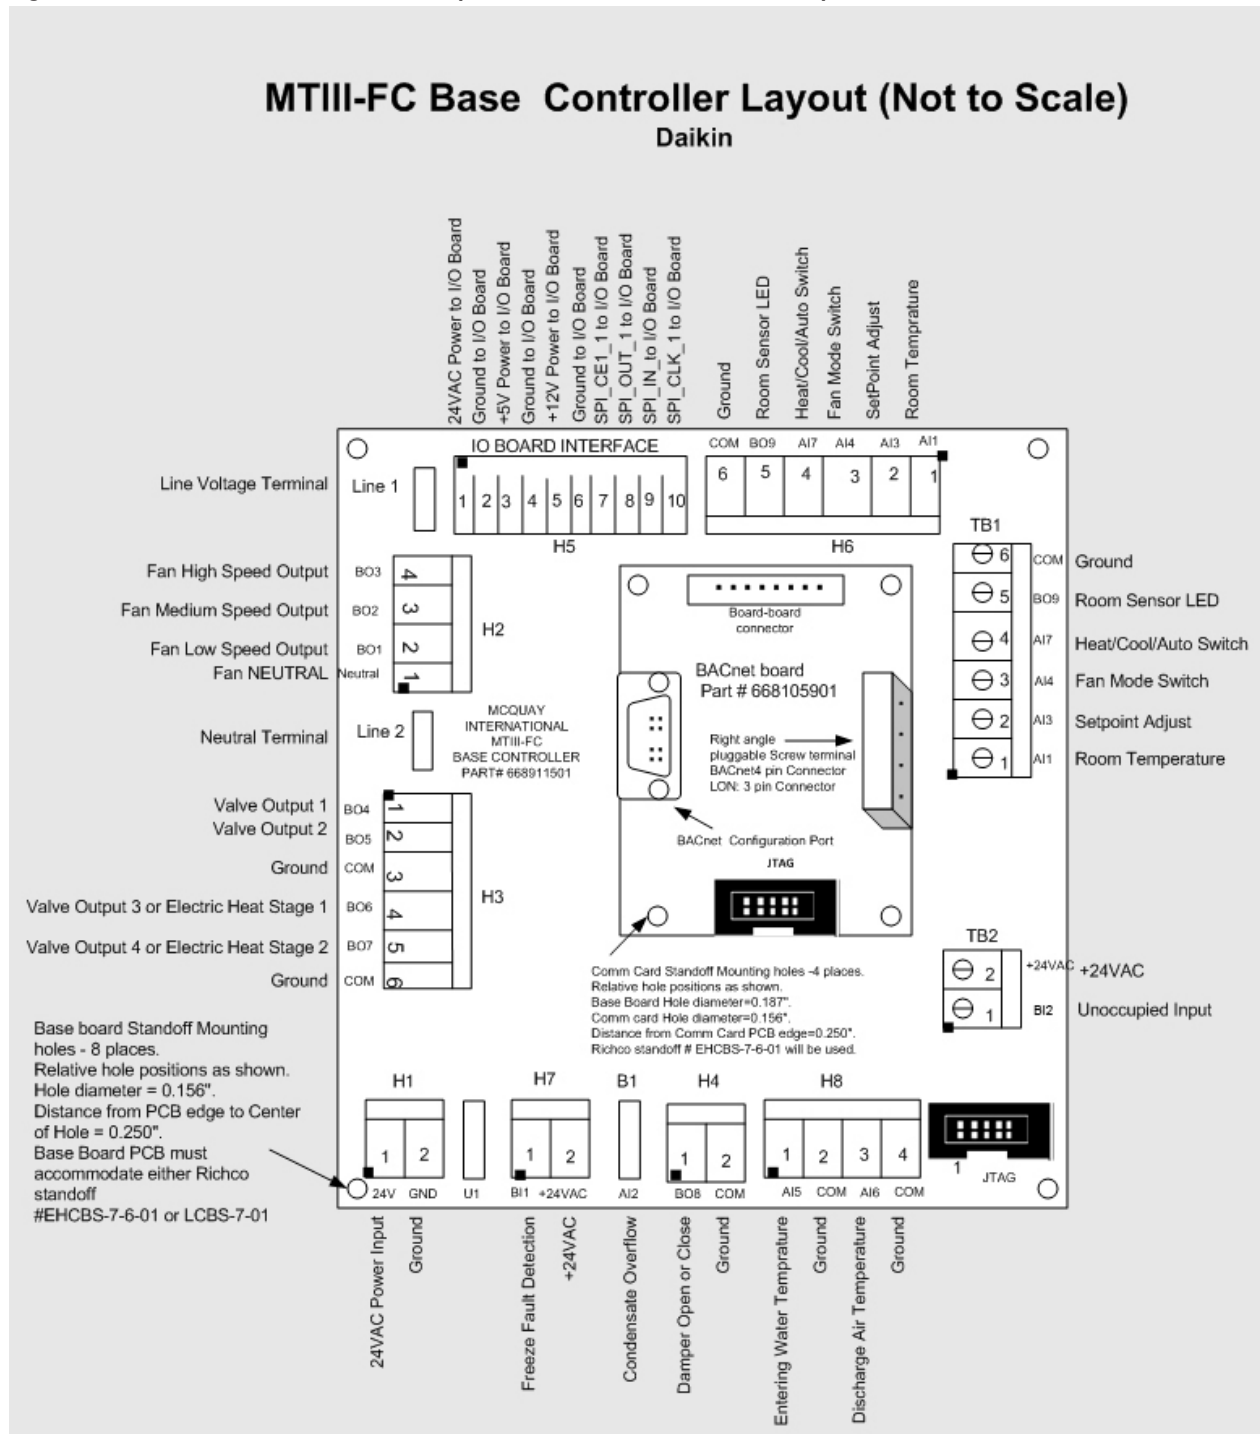 MTIII-FC Base Controller Layout (Not to Scale)
Daikin
24VAC Power to I/O Board
Ground to I/O Board
+5V Power to I/O Board
Ground to I/O Board
+12V Power to I/O Board
Ground to I/O Board
SPI_CE1_1 to I/O Board
SPI_OUT_1 to I/O Board
SPI_IN_to I/O Board
SPI_CLK_1 to I/O Board
Ground
Room Sensor LED
Heat/Cool/Auto Switch
Fan Mode Switch
SetPoint Adjust
Room Temprature
IO BOARD INTERFACE
1 2 3 4 5 6 7 8 9 10
H5
COM BO9 AI7 AI4 AI3 AI1
6 5 4 3 2 1
H6
Line Voltage Terminal
Line 1
Fan High Speed Output BO3 4
Fan Medium Speed Output BO2 3
Fan Low Speed Output BO1 2
Fan NEUTRAL Neutral 1
H2
Neutral Terminal
Line 2
MCQUAY
INTERNATIONAL
MTIII-FC
BASE CONTROLLER
PART# 668911501
Valve Output 1 BO4 1
Valve Output 2 BO5 2
Ground COM 3
Valve Output 3 or Electric Heat Stage 1 BO6 4
Valve Output 4 or Electric Heat Stage 2 BO7 5
Ground COM 6
H3
Board-board
connector
BACnet board
Part # 668105901
Right angle
pluggable Screw terminal
BACnet4 pin Connector
LON: 3 pin Connector
BACnet Configuration Port
JTAG
TB1
6 COM Ground
5 BO9 Room Sensor LED
4 AI7 Heat/Cool/Auto Switch
3 AI4 Fan Mode Switch
2 AI3 Setpoint Adjust
1 AI1 Room Temperature
TB2
2 +24VAC +24VAC
1 BI2 Unoccupied Input
Comm Card Standoff Mounting holes -4 places.
Relative hole positions as shown.
Base Board Hole diameter=0.187".
Comm card Hole diameter=0.156".
Distance from Comm Card PCB edge=0.250".
Richco standoff # EHCBS-7-6-01 will be used.
Base board Standoff Mounting
holes - 8 places.
Relative hole positions as shown.
Hole diameter = 0.156".
Distance from PCB edge to Center
of Hole = 0.250".
Base Board PCB must
accommodate either Richco
standoff
#EHCBS-7-6-01 or LCBS-7-01
H1
1 2
24V GND
U1
H7
1 2
BI1 +24VAC
B1
AI2
H4
1 2
BO8 COM
H8
1 2 3 4
AI5 COM AI6 COM
1 JTAG
24VAC Power Input
Ground
Freeze Fault Detection
+24VAC
Condensate Overflow
Damper Open or Close
Ground
Entering Water Temprature
Ground
Discharge Air Temperature
Ground